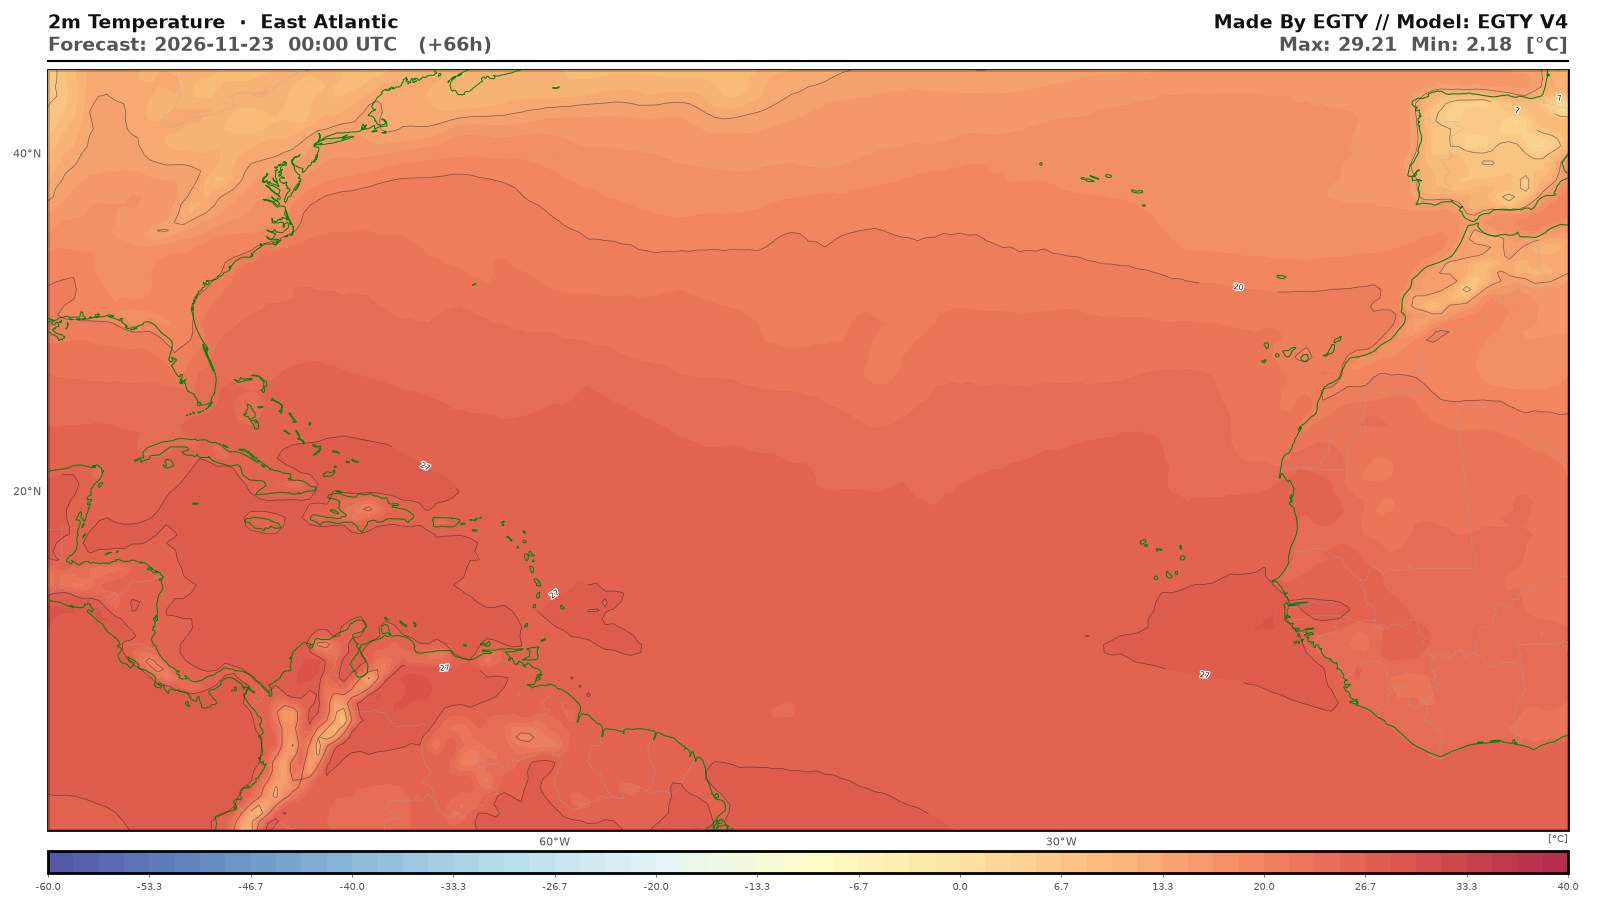 2m Temperature · East Atlantic
Made By EGTY // Model: EGTY V4
Forecast: 2026-11-23 00:00 UTC (+66h)
Max: 29.21 Min: 2.18 [°C]
7
7
40°N
20
27
20°N
27
27
27
60°W
30°W
[°C]
-60.0 -53.3 -46.7 -40.0 -33.3 -26.7 -20.0 -13.3 -6.7 0.0 6.7 13.3 20.0 26.7 33.3 40.0